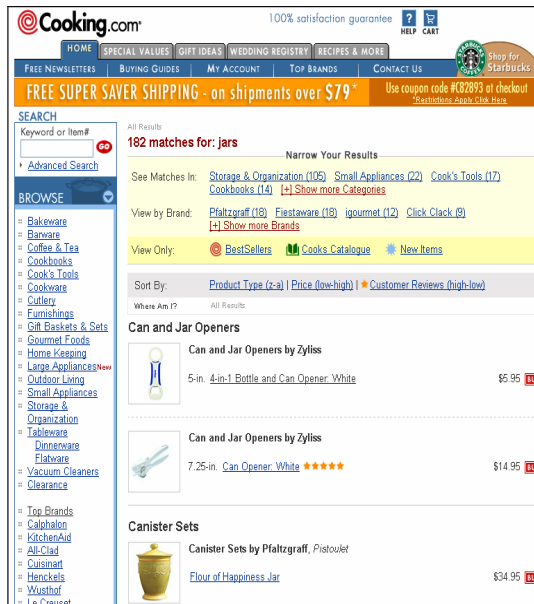 Cooking.com
100% satisfaction guarantee
? HELP CART
HOME SPECIAL VALUES GIFT IDEAS WEDDING REGISTRY RECIPES & MORE
STARBUCKS COFFEE
Shop for Starbucks
FREE NEWSLETTERS | BUYING GUIDES | MY ACCOUNT | TOP BRANDS | CONTACT US
FREE SUPER SAVER SHIPPING - on shipments over $79*
Use coupon code #CB2893 at checkout
*Restrictions Apply Click Here
SEARCH
Keyword or Item#
GO
Advanced Search
BROWSE
Bakeware
Barware
Coffee & Tea
Cookbooks
Cook's Tools
Cookware
Cutlery
Furnishings
Gift Baskets & Sets
Gourmet Foods
Home Keeping
Large Appliances New
Outdoor Living
Small Appliances
Storage &
Organization
Tableware
Dinnerware
Flatware
Vacuum Cleaners
Clearance
Top Brands
Calphalon
KitchenAid
All-Clad
Cuisinart
Henckels
Wusthof
Le Creuset
All Results
182 matches for: jars
Narrow Your Results
See Matches In: Storage & Organization (105) Small Appliances (22) Cook's Tools (17)
Cookbooks (14) [+] Show more Categories
View by Brand: Pfaltzgraff (18) Fiestaware (18) igourmet (12) Click Clack (9)
[+] Show more Brands
View Only: BestSellers Cooks Catalogue New Items
Sort By: Product Type (z-a) | Price (low-high) | Customer Reviews (high-low)
Where Am I? All Results
Can and Jar Openers
Can and Jar Openers by Zyliss
5-in. 4-in-1 Bottle and Can Opener: White $5.95
Can and Jar Openers by Zyliss
7.25-in. Can Opener: White $14.95
Canister Sets
Canister Sets by Pfaltzgraff, Pistoulet
Flour of Happiness Jar $34.95